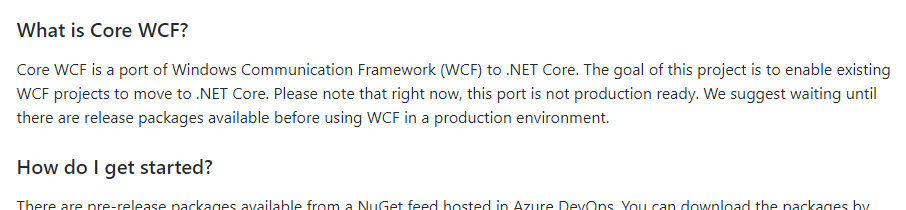 What is Core WCF?
Core WCF is a port of Windows Communication Framework (WCF) to .NET Core. The goal of this project is to enable existing
WCF projects to move to .NET Core. Please note that right now, this port is not production ready. We suggest waiting until
there are release packages available before using WCF in a production environment.
How do I get started?
There are pre-release packages available from a NuGet feed hosted in Azure DevOps. You can download the packages by